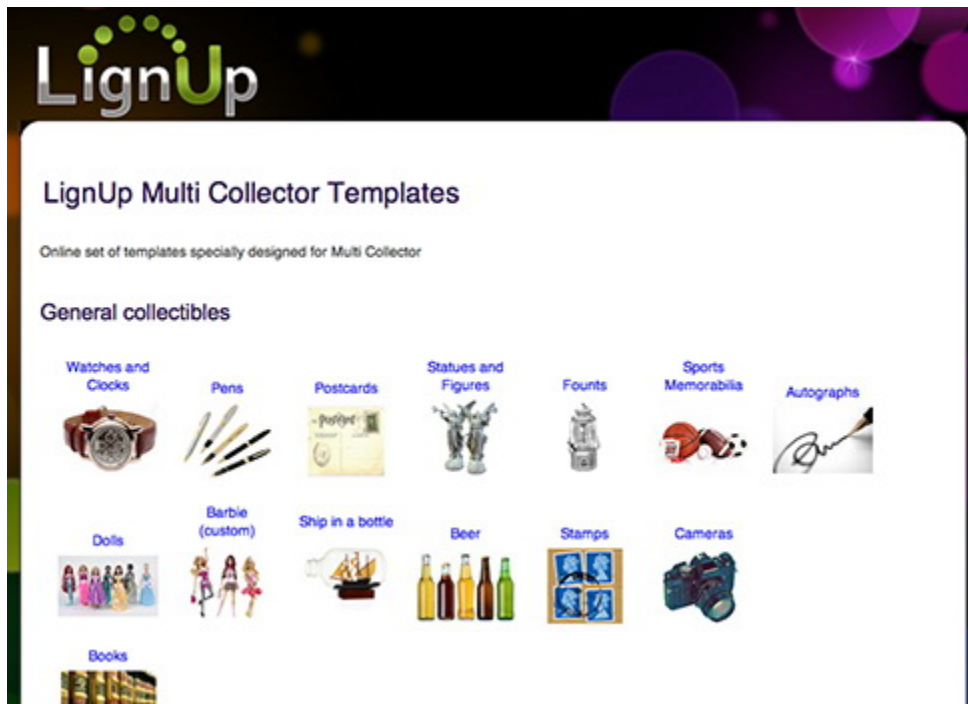 LignUp
LignUp Multi Collector Templates
Online set of templates specially designed for Multi Collector
General collectibles
Watches and
Clocks
Pens
Postcards
Statues and
Figures
Founts
Sports
Memorabilia
Autographs
Postcard
Dolls
Barbie
(custom)
Ship in a bottle
Beer
Stamps
Cameras
Books